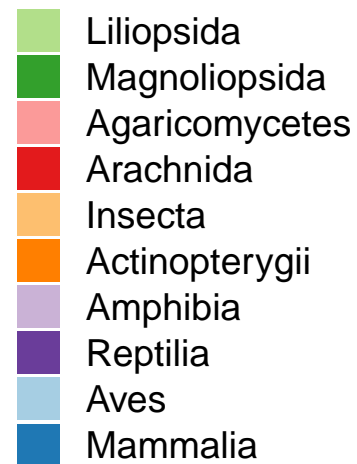 Liliopsida
Magnoliopsida
Agaricomycetes
Arachnida
Insecta
Actinopterygii
Amphibia
Reptilia
Aves
Mammalia